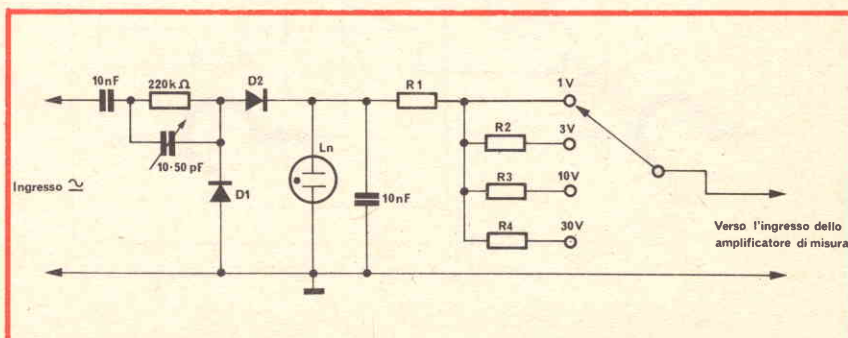 10nF
220kΩ
D2
R1
1V
10-50 pF
R2
3V
Ln
Ingresso ≃
D1
10nF
R3
10V
R4
30V
Verso l'ingresso dello
amplificatore di misura